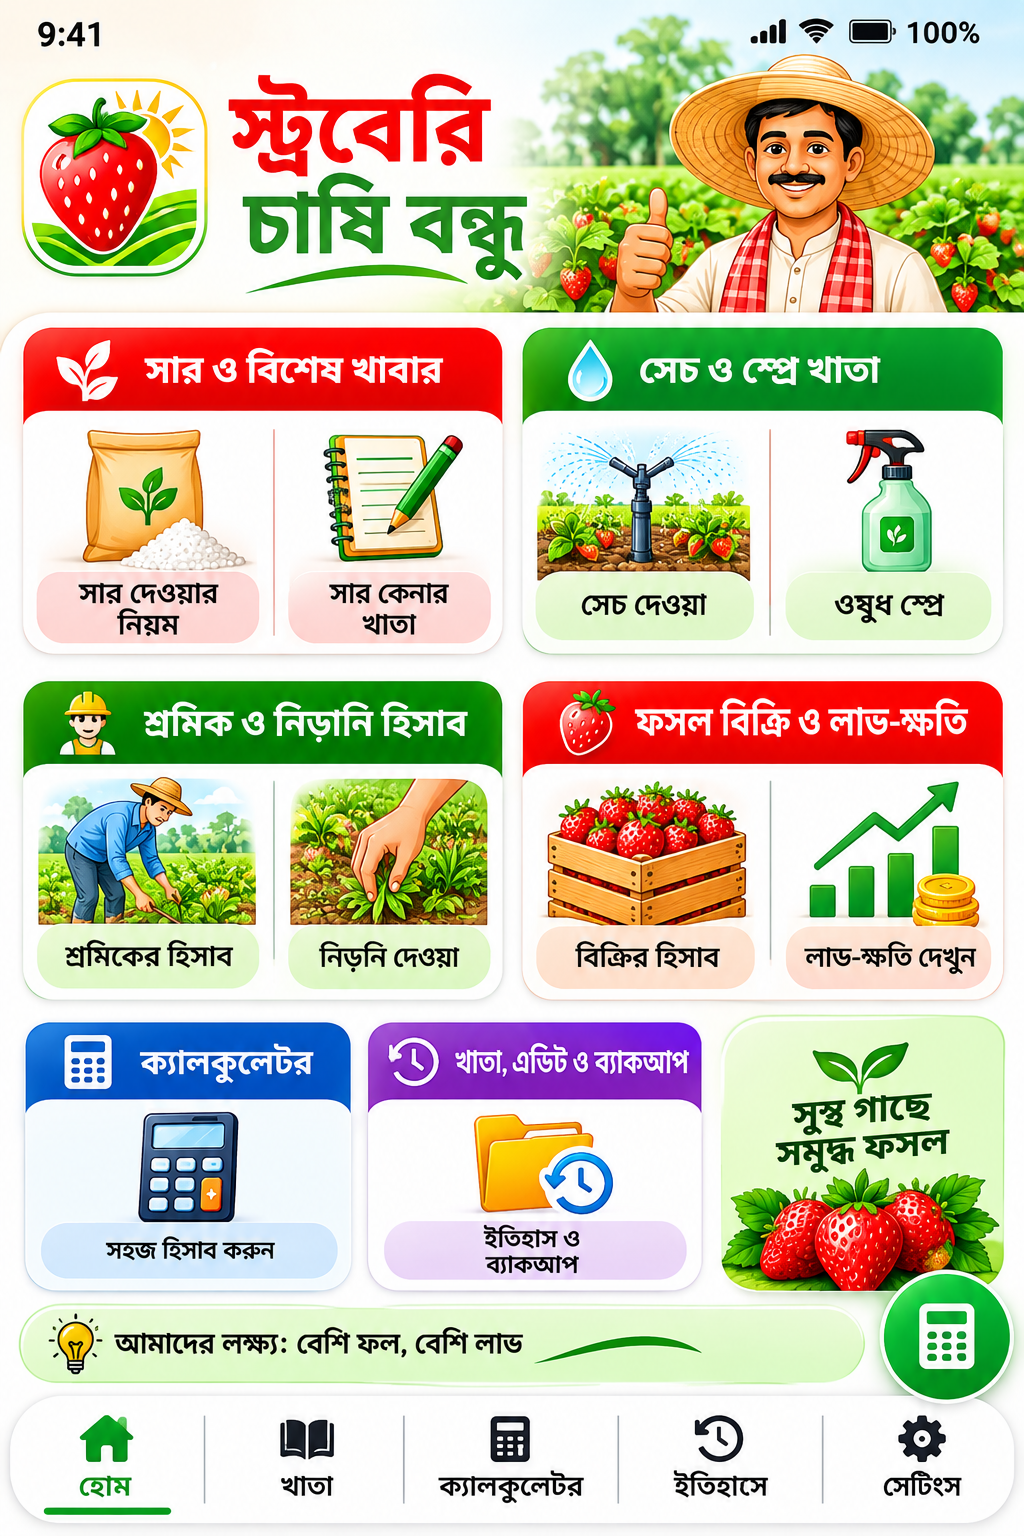 9:41
100%
স্ট্রবেরি
চাষি বন্ধু
সার ও বিশেষ খাবার
সার দেওয়ার
নিয়ম
সার কেনার
খাতা
সেচ ও স্প্রে খাতা
সেচ দেওয়া
ওষুধ স্প্রে
শ্রমিক ও নিড়ানি হিসাব
শ্রমিকের হিসাব
নিড়নি দেওয়া
ফসল বিক্রি ও লাভ-ক্ষতি
বিক্রির হিসাব
লাভ-ক্ষতি দেখুন
ক্যালকুলেটর
সহজ হিসাব করুন
খাতা, এডিট ও ব্যাকআপ
ইতিহাস ও
ব্যাকআপ
সুস্থ গাছে
সমৃদ্ধ ফসল
আমাদের লক্ষ্য: বেশি ফল, বেশি লাভ
হোম
খাতা
ক্যালকুলেটর
ইতিহাসে
সেটিংস